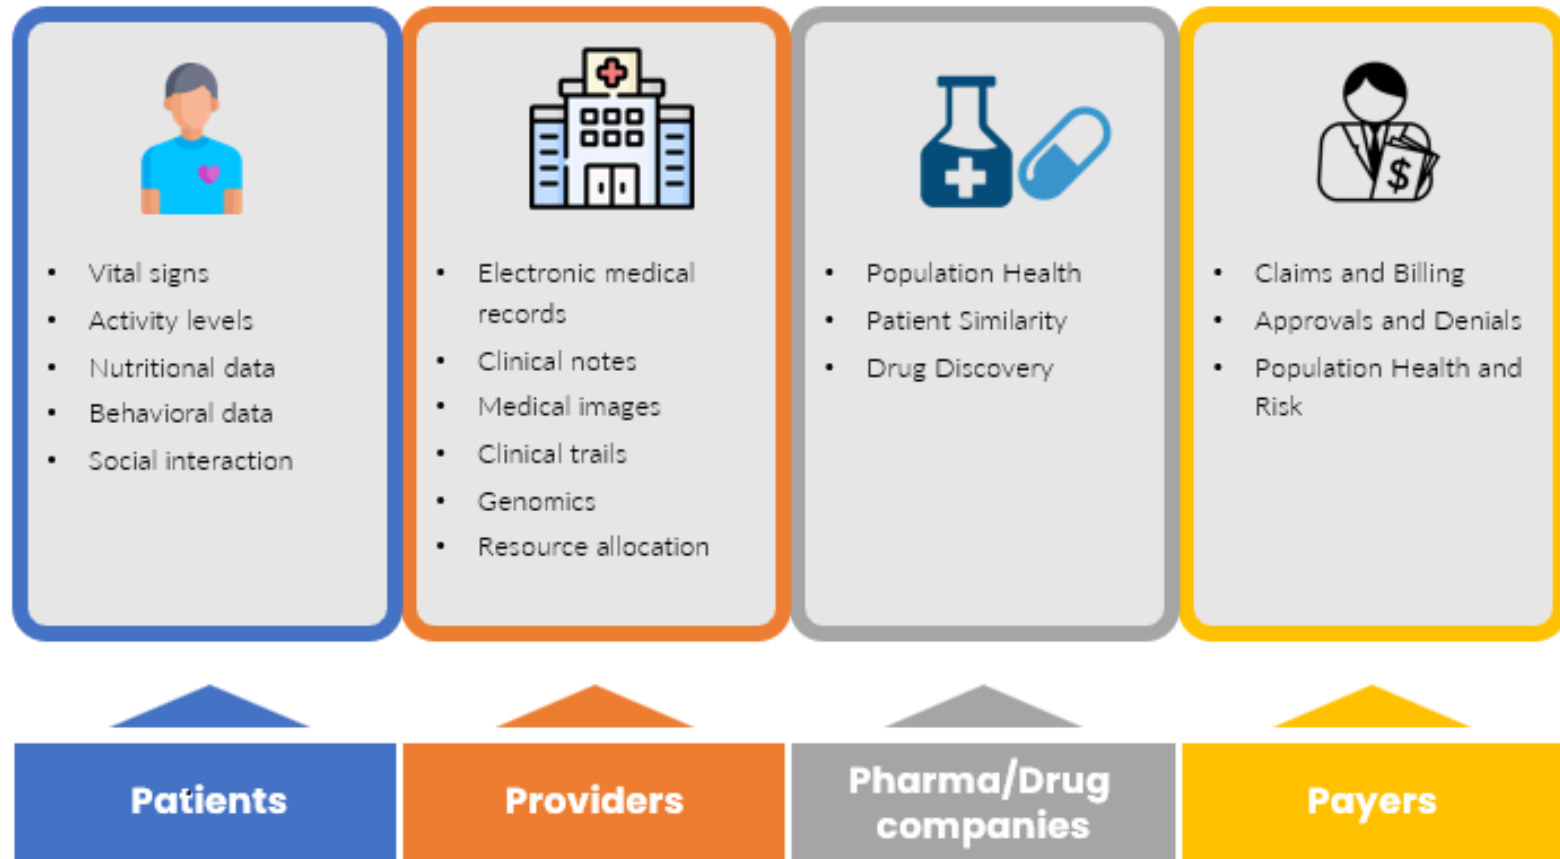 Vital signs
Activity levels
Nutritional data
Behavioral data
Social interaction
Electronic medical
records
Clinical notes
Medical images
Clinical trails
Genomics
Resource allocation
Population Health
Patient Similarity
Drug Discovery
$
Claims and Billing
Approvals and Denials
Population Health and
Risk
Patients
Providers
Pharma/Drug
companies
Payers